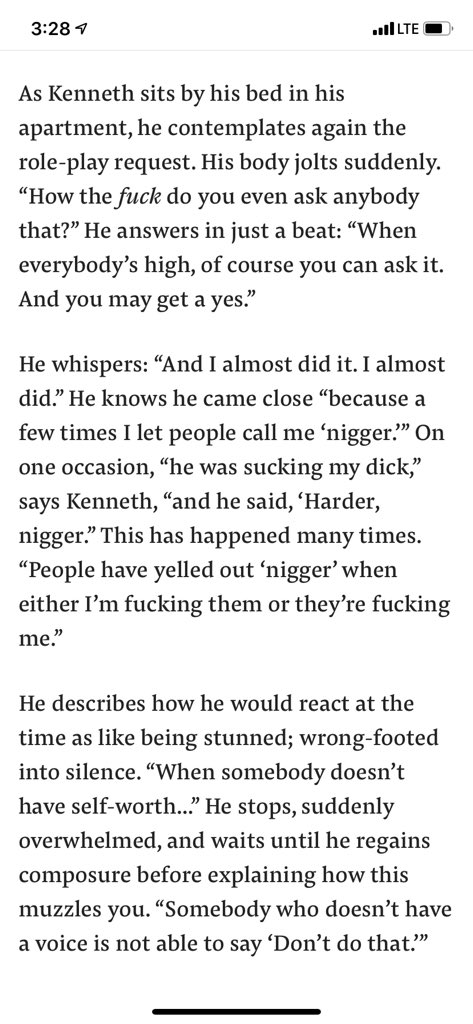 3:28
LTE
As Kenneth sits by his bed in his
apartment, he contemplates again the
role-play request. His body jolts suddenly.
“How the fuck do you even ask anybody
that?” He answers in just a beat: “When
everybody’s high, of course you can ask it.
And you may get a yes.”
He whispers: “And I almost did it. I almost
did.” He knows he came close “because a
few times I let people call me ‘nigger.’” On
one occasion, “he was sucking my dick,”
says Kenneth, “and he said, ‘Harder,
nigger.” This has happened many times.
“People have yelled out ‘nigger’ when
either I’m fucking them or they’re fucking
me.”
He describes how he would react at the
time as like being stunned; wrong-footed
into silence. “When somebody doesn’t
have self-worth...” He stops, suddenly
overwhelmed, and waits until he regains
composure before explaining how this
muzzles you. “Somebody who doesn’t have
a voice is not able to say ‘Don’t do that.’”